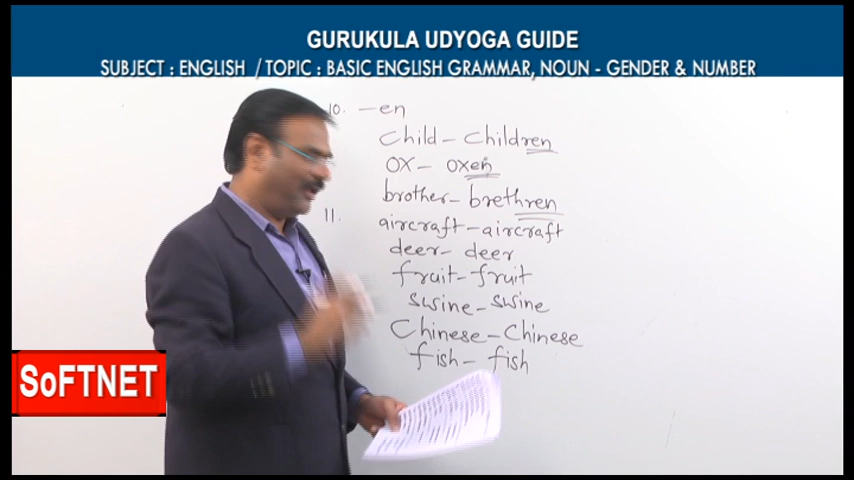 GURUKULA UDYOGA GUIDE
SUBJECT : ENGLISH / TOPIC : BASIC ENGLISH GRAMMAR, NOUN - GENDER & NUMBER
10. -en
Child - Children
OX - oxen
brother - brethren
11. aircraft - aircraft
deer - deer
fruit - fruit
swine - swine
Chinese - Chinese
fish - fish
SoFTNET